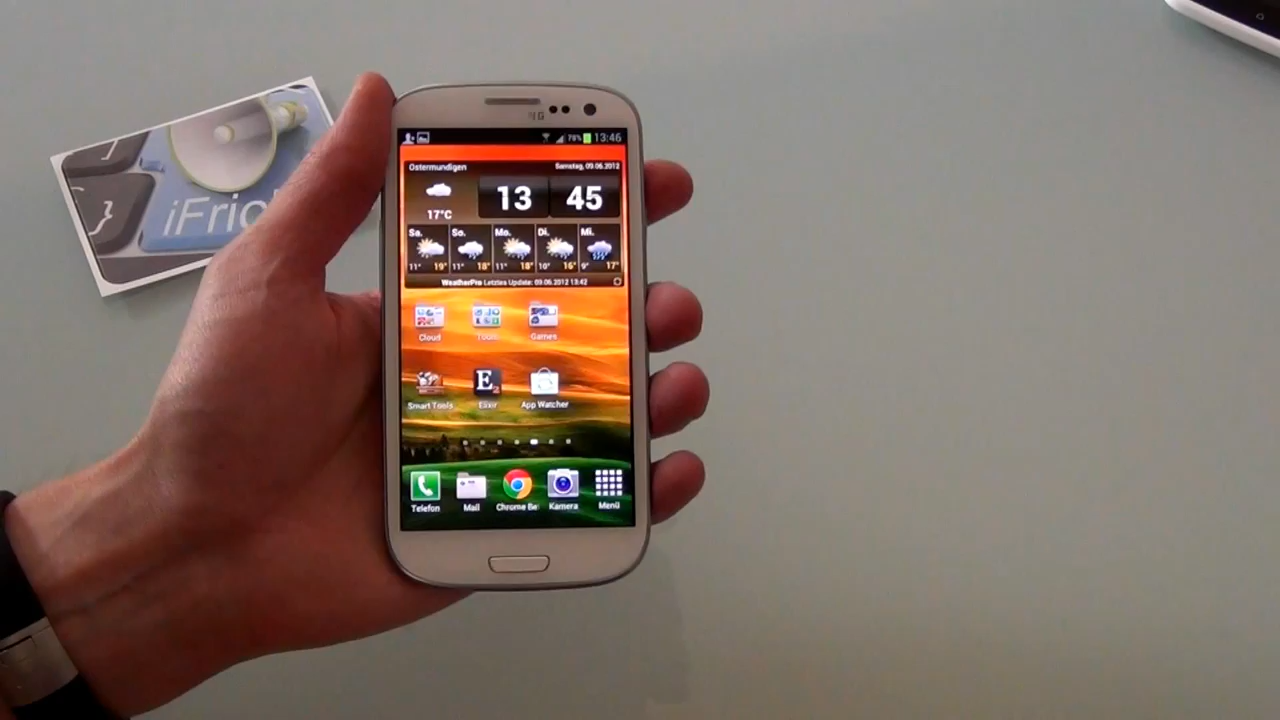 iFric
78% 13:46
Ostermundigen Samstag, 09.06.2012
13 45
17°C
Sa. So. Mo. Di. Mi.
11° 19° 11° 18° 11° 18° 10° 16° 9° 17°
WeatherPro Letztes Update: 09.06.2012 13:42
Cloud Tools Games
E2
Smart Tools Elixir App Watcher
Telefon Mail Chrome Be Kamera Menü